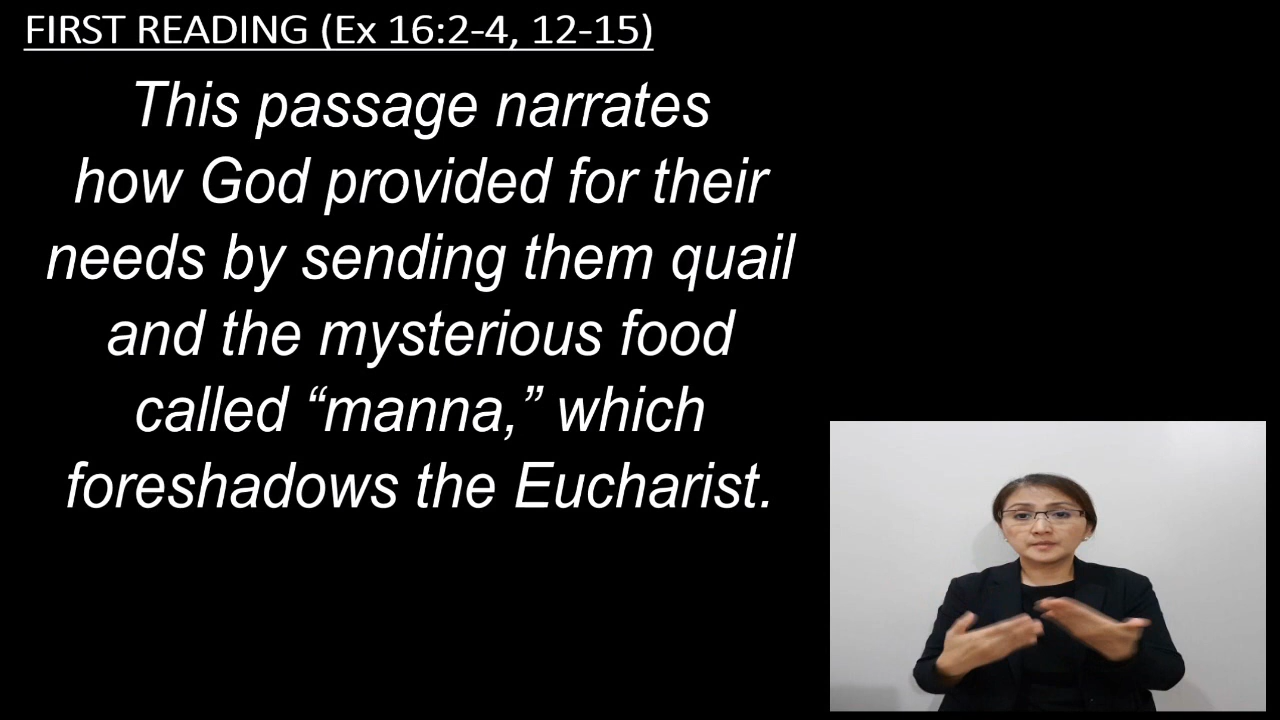 FIRST READING (Ex 16:2-4, 12-15)
This passage narrates
how God provided for their
needs by sending them quail
and the mysterious food
called “manna,” which
foreshadows the Eucharist.